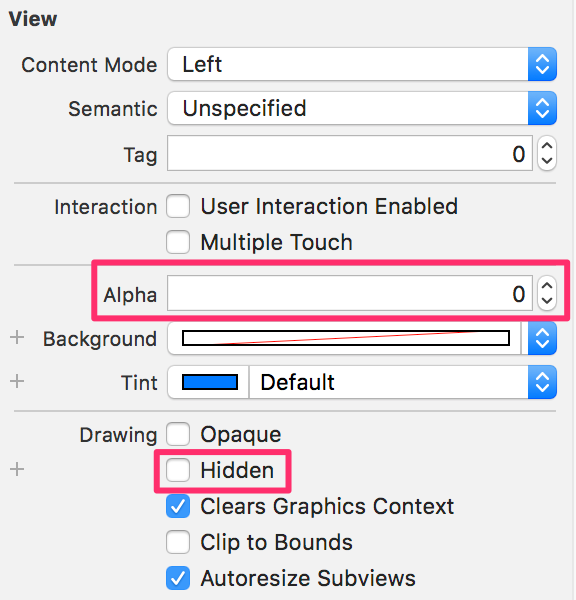 View
Content Mode Left
Semantic Unspecified
Tag 0
Interaction User Interaction Enabled
Multiple Touch
Alpha 0
+ Background
+ Tint Default
Drawing Opaque
+ Hidden
Clears Graphics Context
Clip to Bounds
Autoresize Subviews